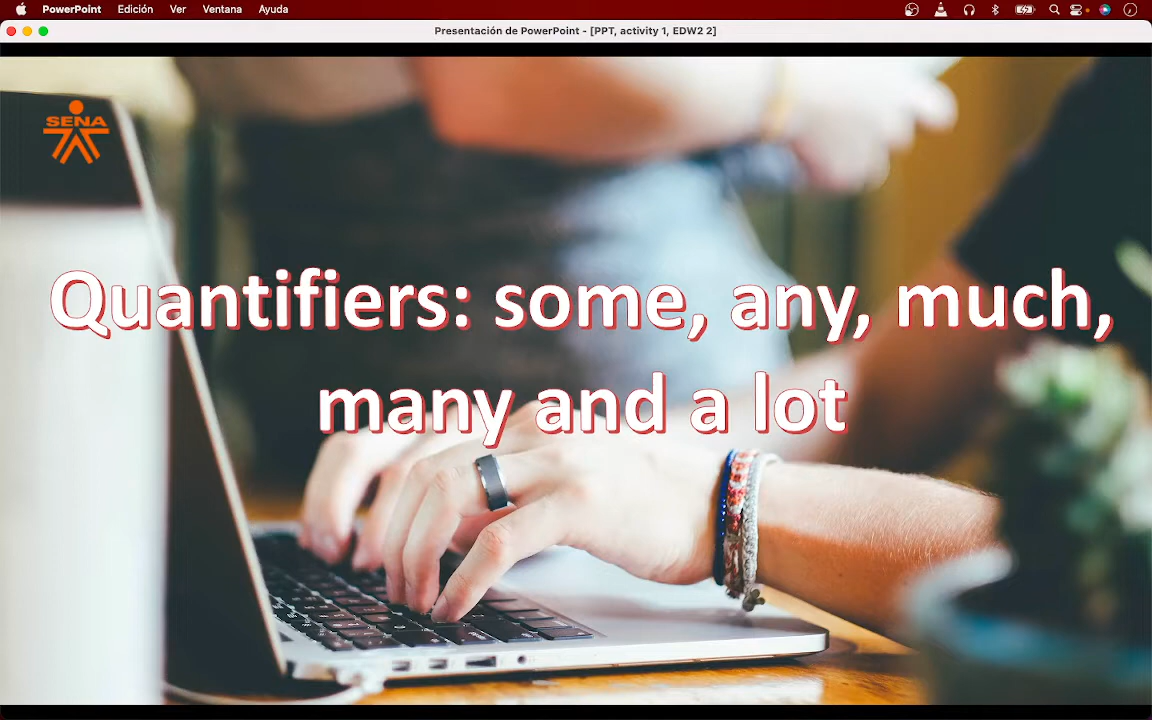 PowerPoint Edición Ver Ventana Ayuda
Presentación de PowerPoint - [PPT, activity 1, EDW2 2]
SENA
Quantifiers: some, any, much,
many and a lot